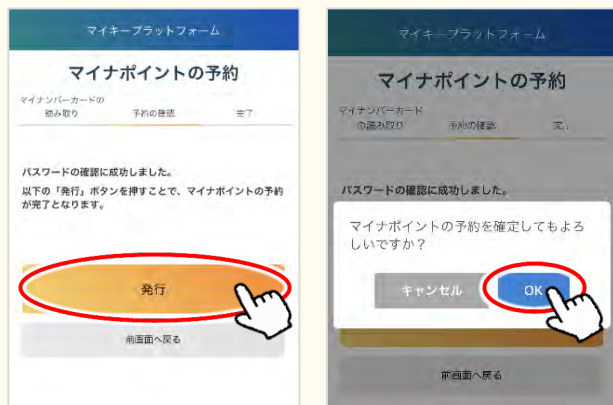 マイキープラットフォーム
マイナポイントの予約
マイナンバーカードの
読み取り
予約の確認
完了
パスワードの確認に成功しました。
以下の「発行」ボタンを押すことで、マイナポイントの予約
が完了となります。
発行
前画面へ戻る
マイキープラットフォーム
マイナポイントの予約
マイナンバーカード
の読み取り
予約の確認
完
パスワードの確認に成功しました。
マイナポイントの予約を確定してもよろ
しいですか？
キャンセル
OK
前画面へ戻る